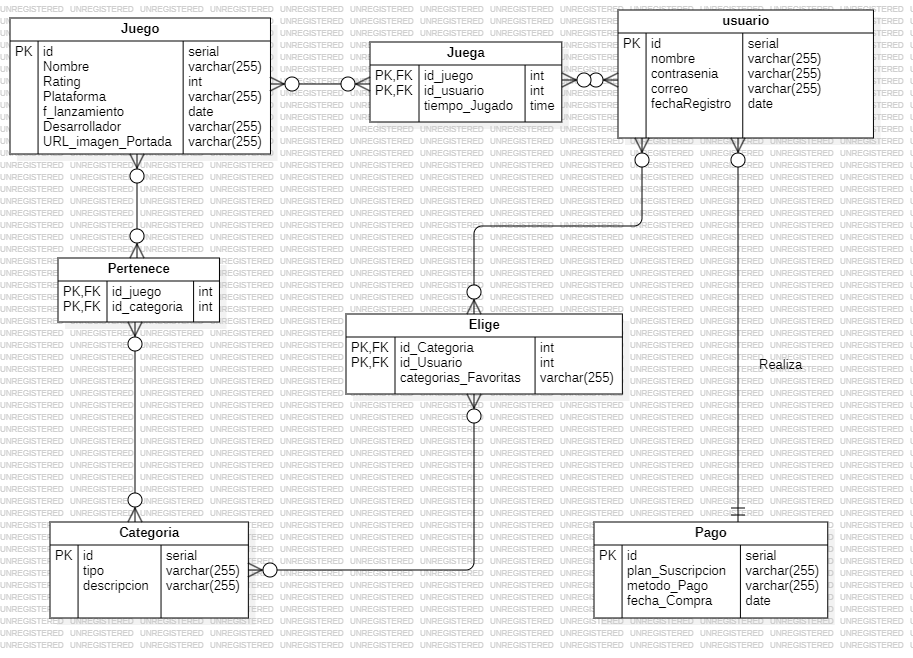 Juego
PK id serial
Nombre varchar(255)
Rating int
Plataforma varchar(255)
f_lanzamiento date
Desarrollador varchar(255)
URL_imagen_Portada varchar(255)
Juega
PK,FK id_juego int
PK,FK id_usuario int
tiempo_Jugado time
usuario
PK id serial
nombre varchar(255)
contrasenia varchar(255)
correo varchar(255)
fechaRegistro date
Pertenece
PK,FK id_juego int
PK,FK id_categoria int
Elige
PK,FK id_Categoria int
PK,FK id_Usuario int
categorias_Favoritas varchar(255)
Realiza
Categoria
PK id serial
tipo varchar(255)
descripcion varchar(255)
Pago
PK id serial
plan_Suscripcion varchar(255)
metodo_Pago varchar(255)
fecha_Compra date
UNREGISTERED